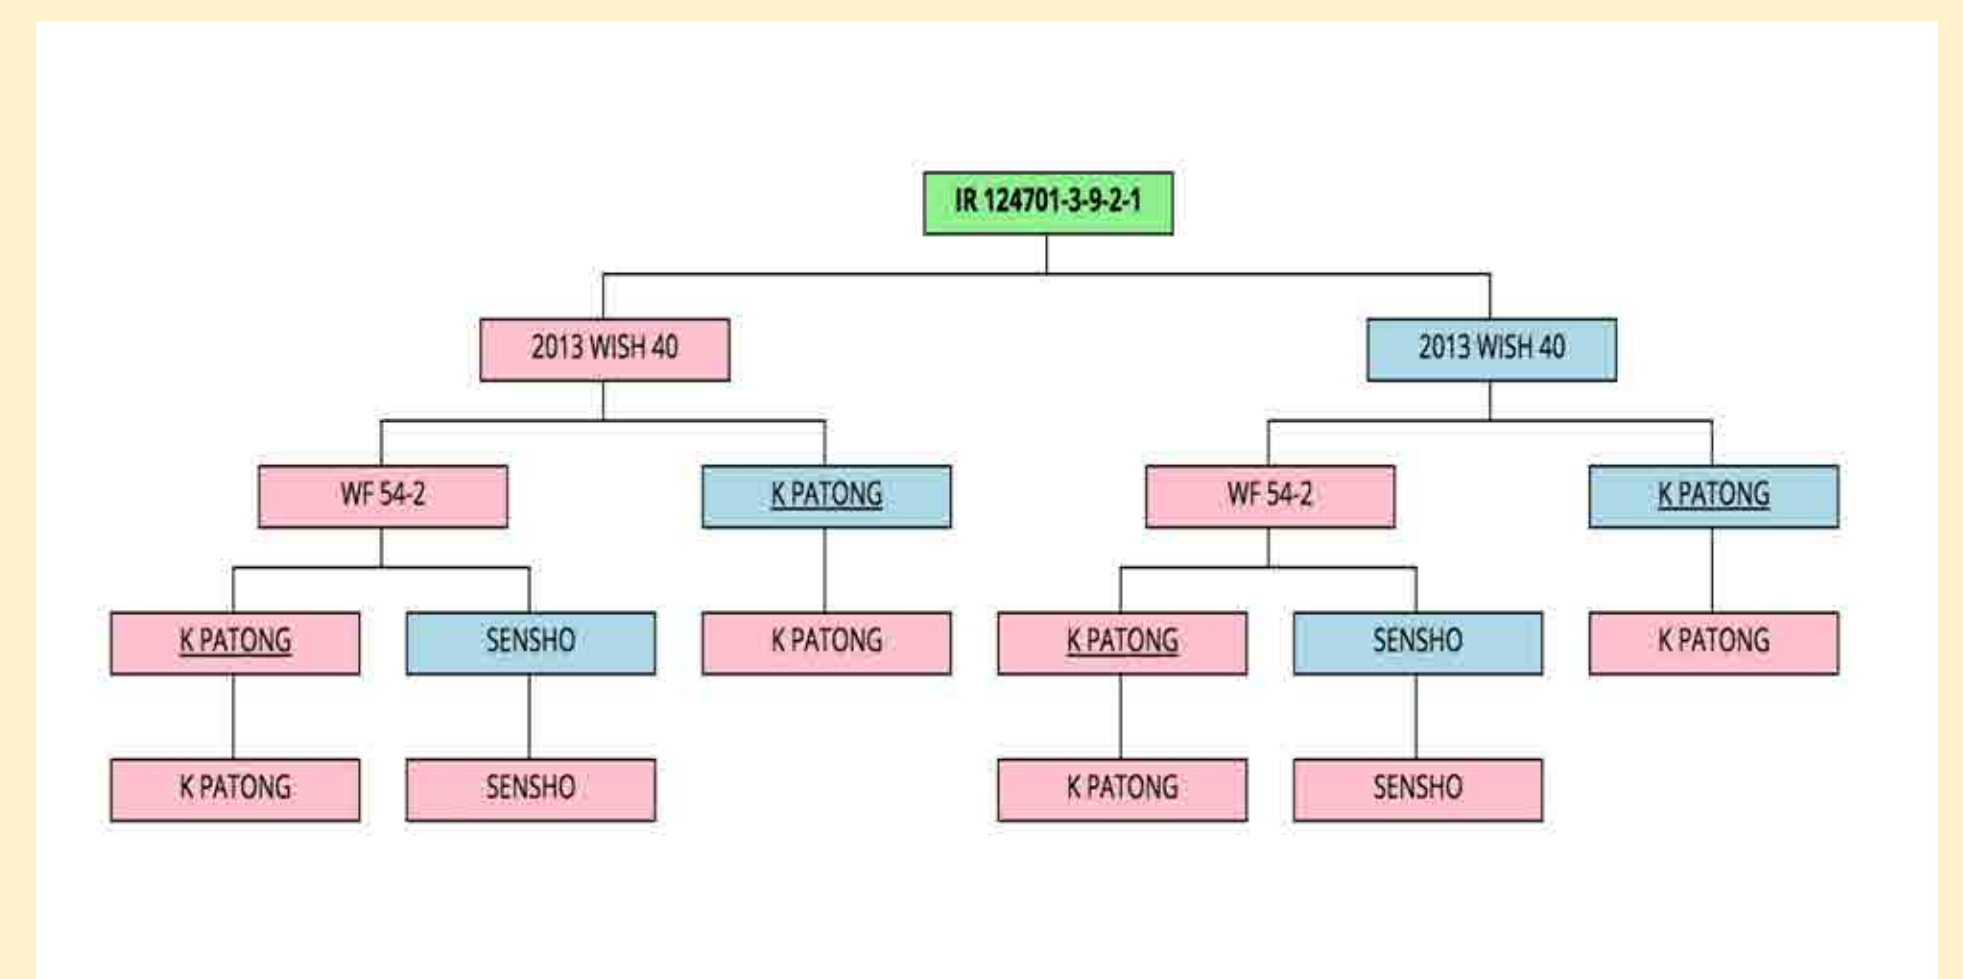 IR 124701-3-9-2-1
2013 WISH 40
2013 WISH 40
WF 54-2
K PATONG
WF 54-2
K PATONG
K PATONG
SENSHO
K PATONG
K PATONG
SENSHO
K PATONG
K PATONG
SENSHO
K PATONG
SENSHO